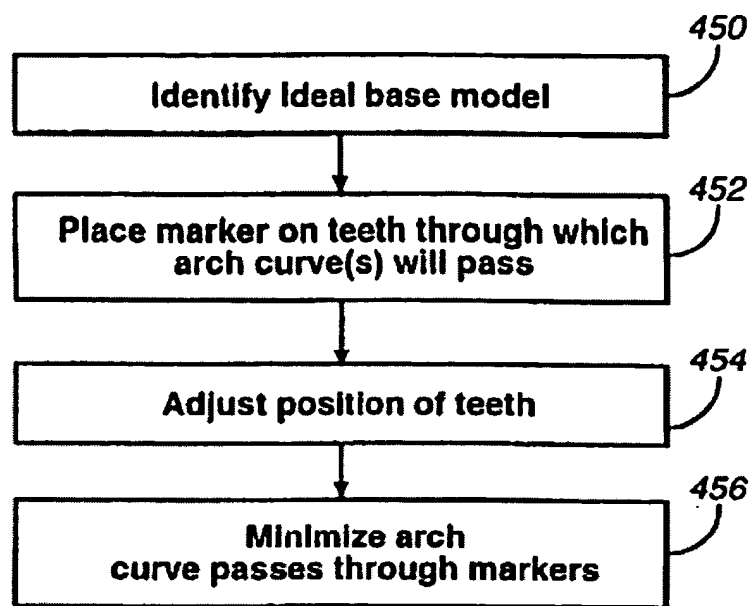 450
Identify Ideal base model
452
Place marker on teeth through which
arch curve(s) will pass
454
Adjust position of teeth
456
Minimize arch
curve passes through markers